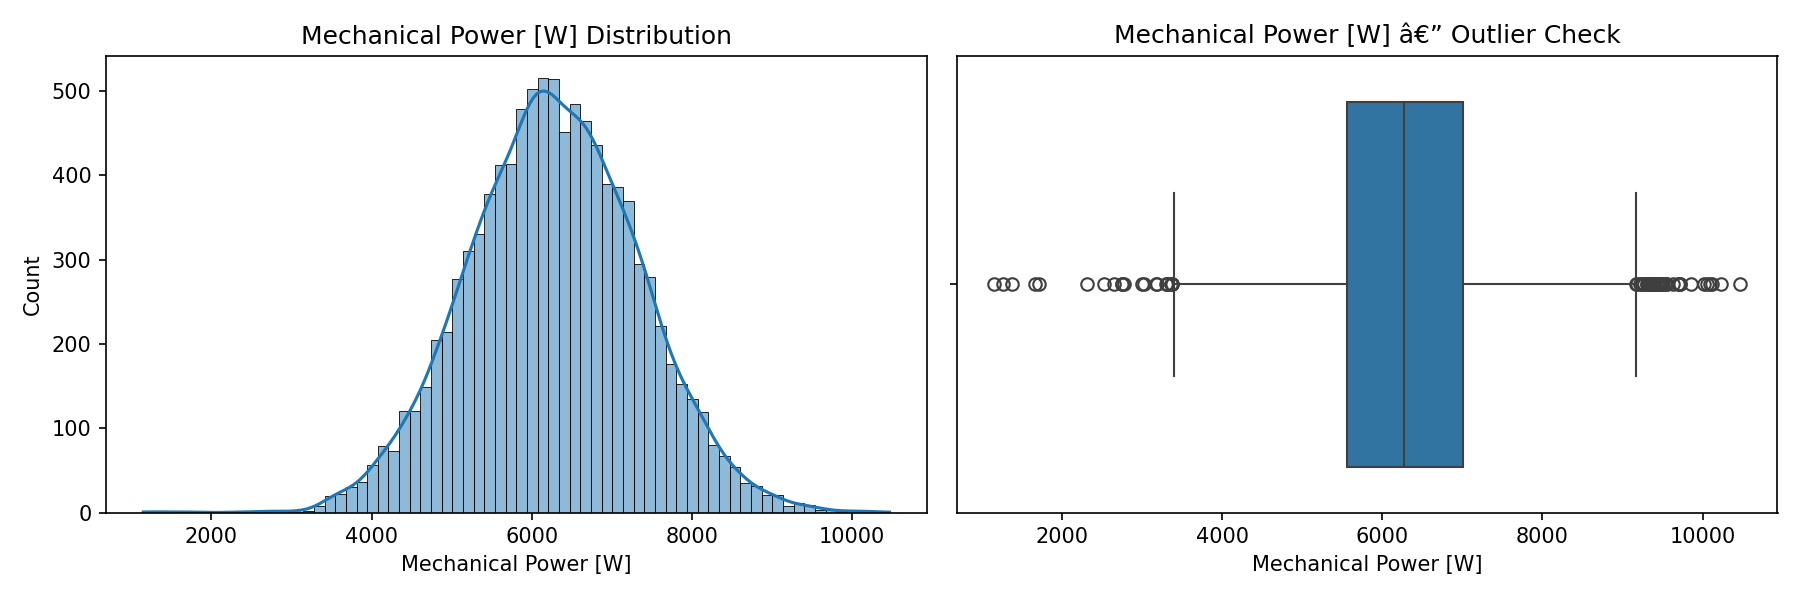 Mechanical Power [W] Distribution
Count
500
400
300
200
100
0
2000 4000 6000 8000 10000
Mechanical Power [W]
Mechanical Power [W] â€” Outlier Check
2000 4000 6000 8000 10000
Mechanical Power [W]